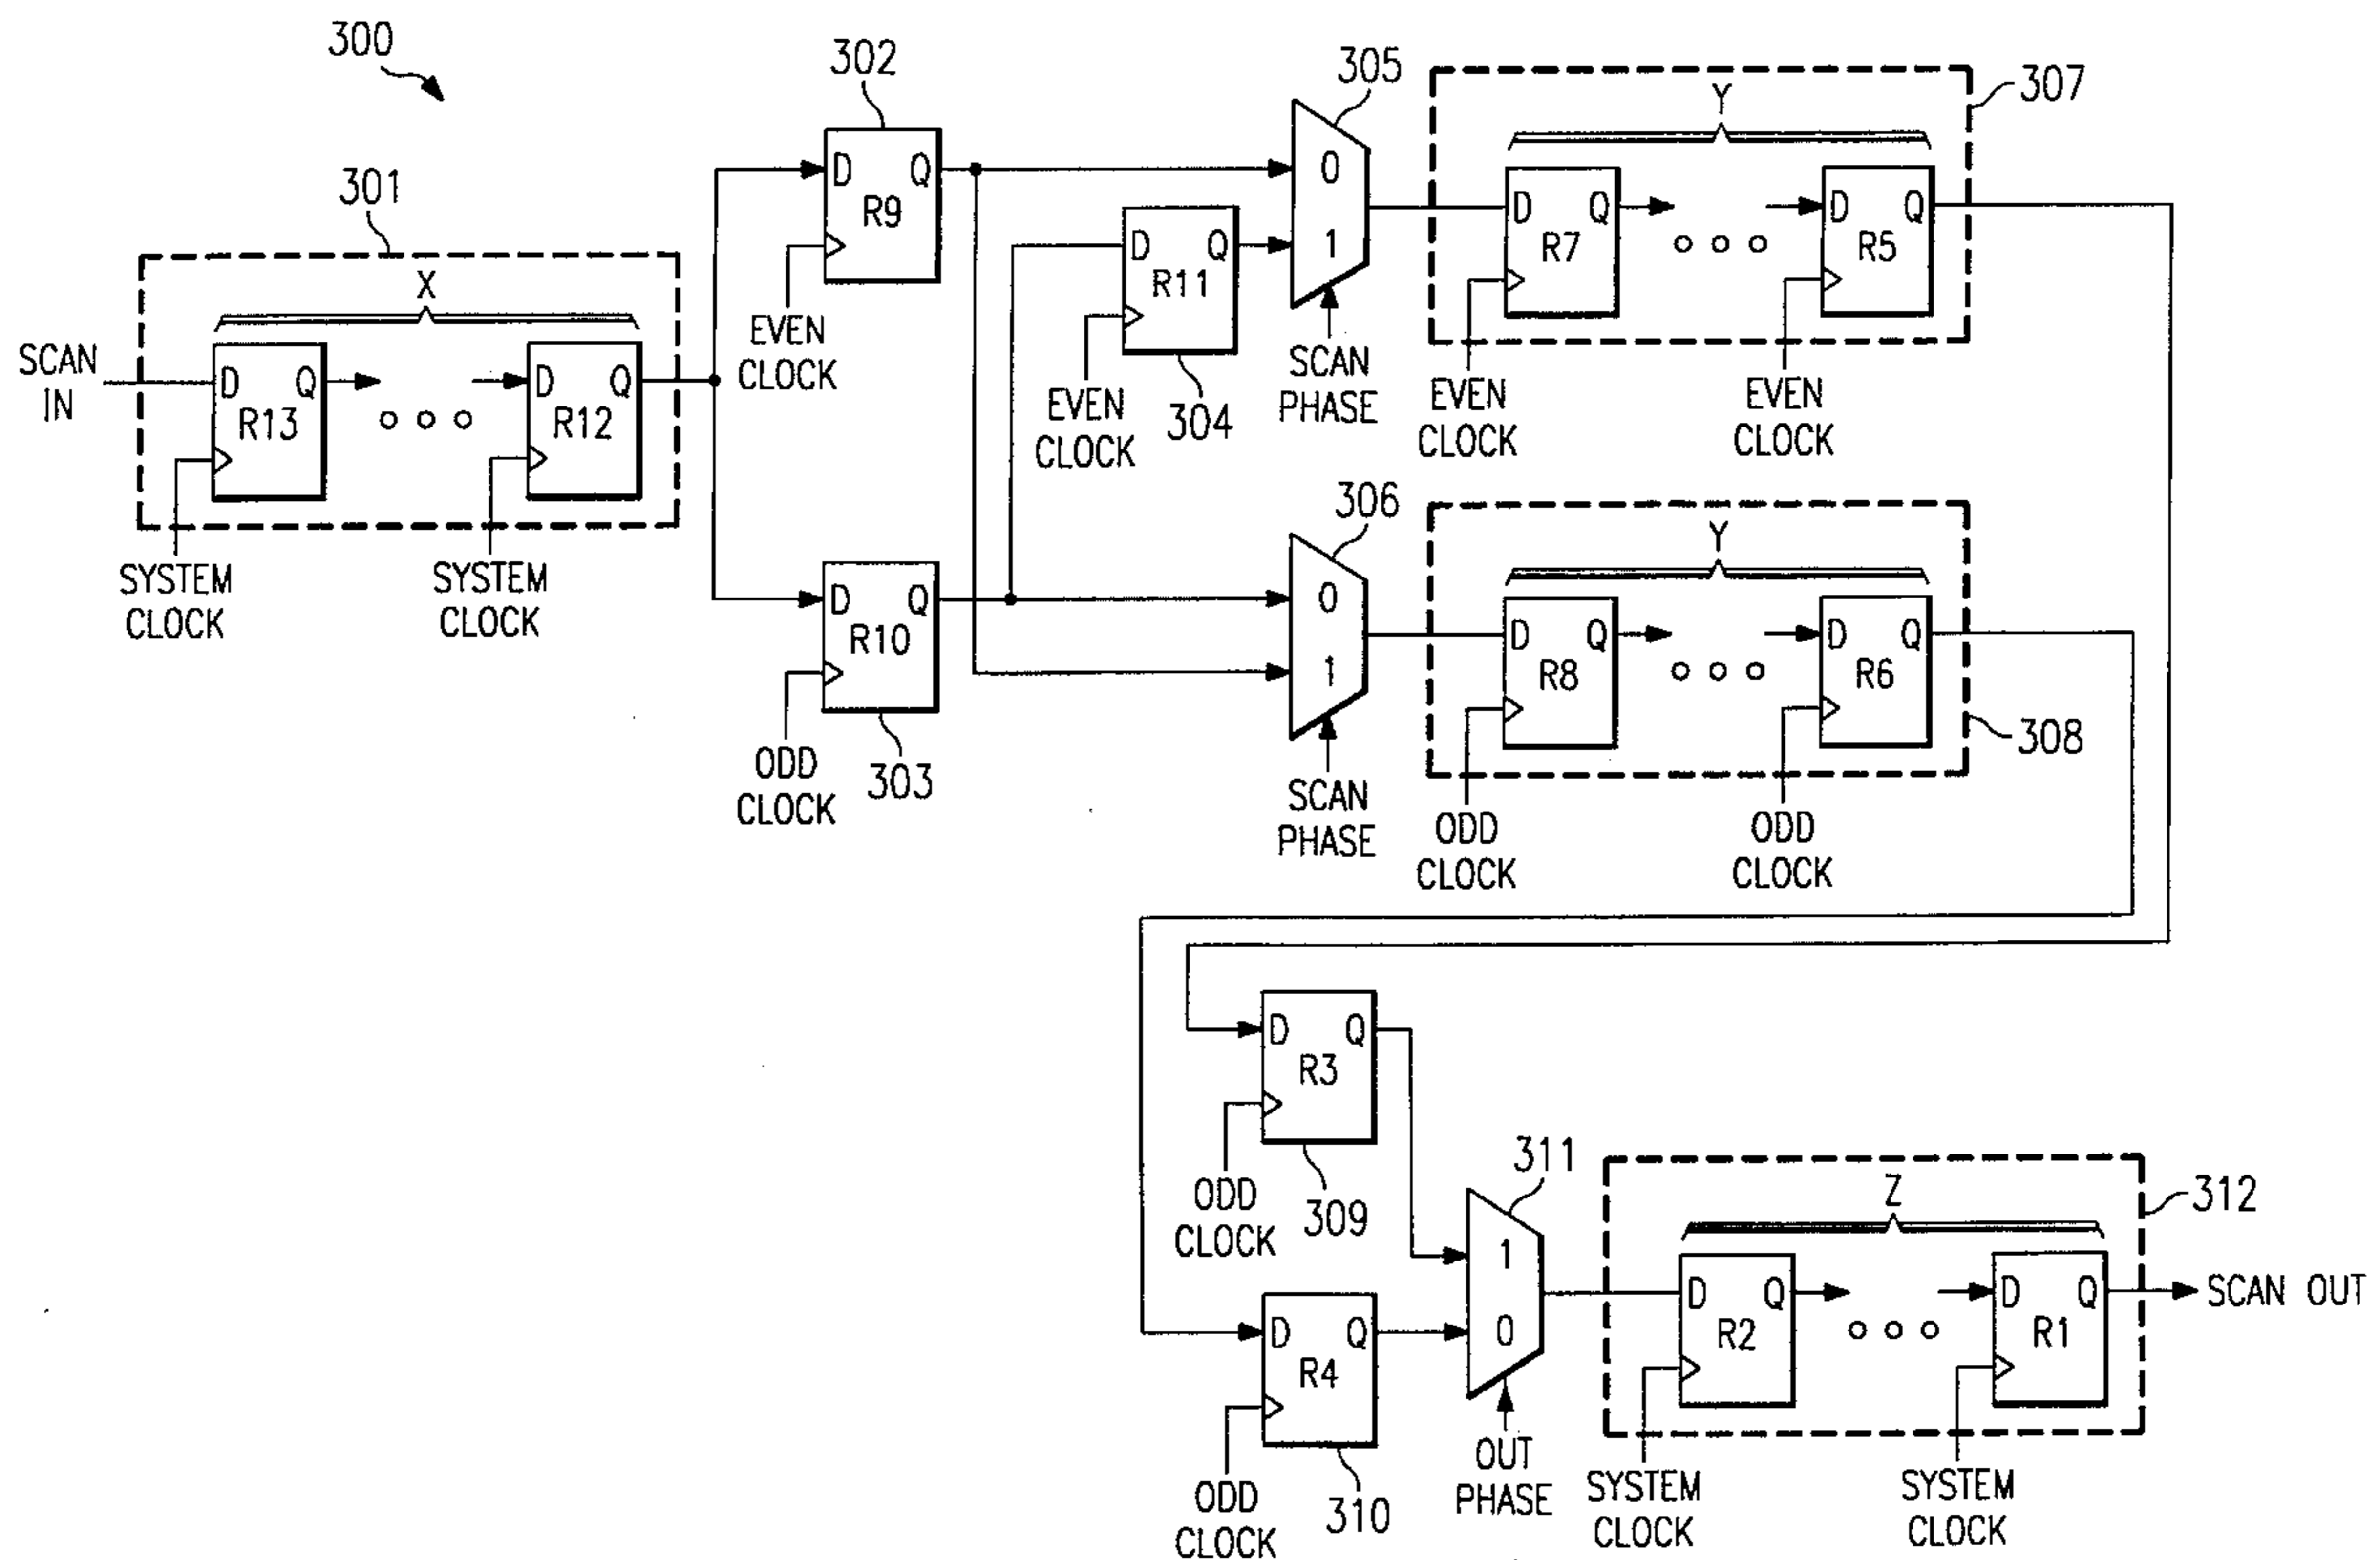 300
302
305
307
Y
D Q
R9
0
1
301
X
EVEN
CLOCK
D Q
R11
D Q
R7
D Q
R5
SCAN
IN
D Q
R13
D Q
R12
EVEN
CLOCK
304
SCAN
PHASE
EVEN
CLOCK
EVEN
CLOCK
306
SYSTEM
CLOCK
SYSTEM
CLOCK
D Q
R10
0
1
Y
D Q
R8
D Q
R6
308
ODD
CLOCK
303
SCAN
PHASE
ODD
CLOCK
ODD
CLOCK
D Q
R3
311
ODD
CLOCK
309
1
0
Z
312
D Q
R2
D Q
R1
SCAN OUT
D Q
R4
ODD
CLOCK
310
OUT
PHASE
SYSTEM
CLOCK
SYSTEM
CLOCK